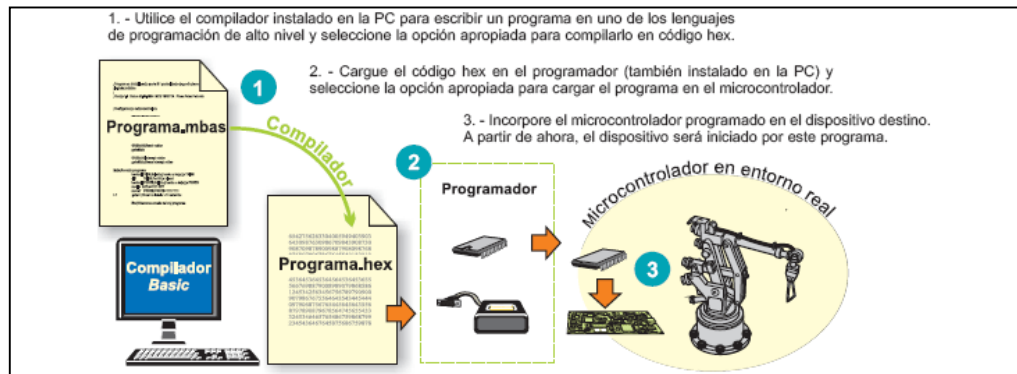 1. - Utilice el compilador instalado en la PC para escribir un programa en uno de los lenguajes
de programación de alto nivel y seleccione la opción apropiada para compilarlo en código hex.
2. - Cargue el código hex en el programador (también instalado en la PC) y
seleccione la opción apropiada para cargar el programa en el microcontrolador.
3. - Incorpore el microcontrolador programado en el dispositivo destino.
A partir de ahora, el dispositivo será iniciado por este programa.
1
Programa.mbas
Compilador
2
Programador
Microcontrolador en entorno real
Programa.hex
3
Compilador
Basic